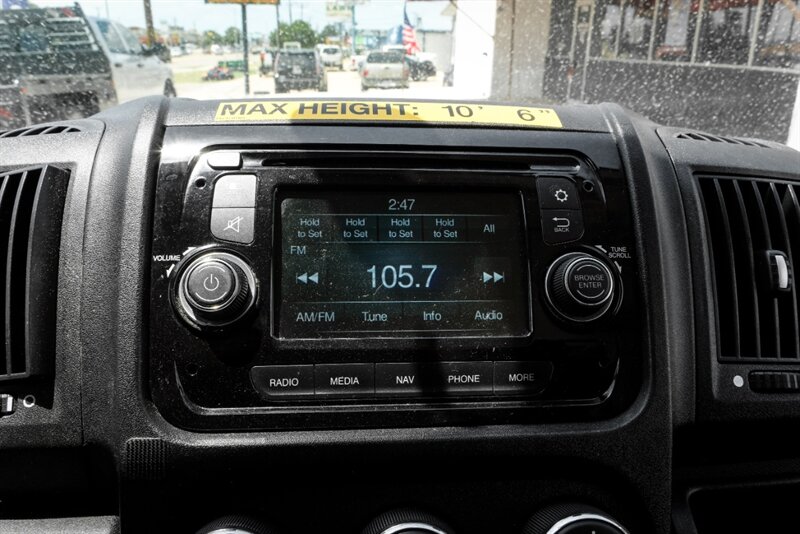 MAX HEIGHT: 10' 6"
2:47
Hold to Set
Hold to Set
Hold to Set
Hold to Set
All
FM
105.7
AM/FM Tune Info Audio
VOLUME
BACK
TUNE
SCROLL
BROWSE
ENTER
RADIO MEDIA NAV PHONE MORE